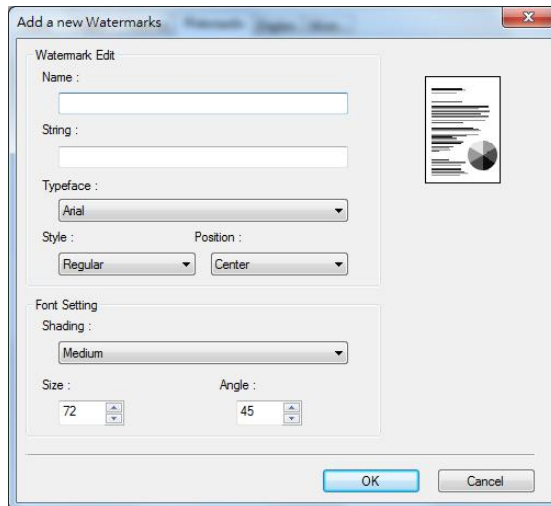 Add a new Watermarks
Watermark Edit
Name :
String :
Typeface :
Arial
Style : Position :
Regular Center
Font Setting
Shading :
Medium
Size : Angle :
72 45
OK Cancel